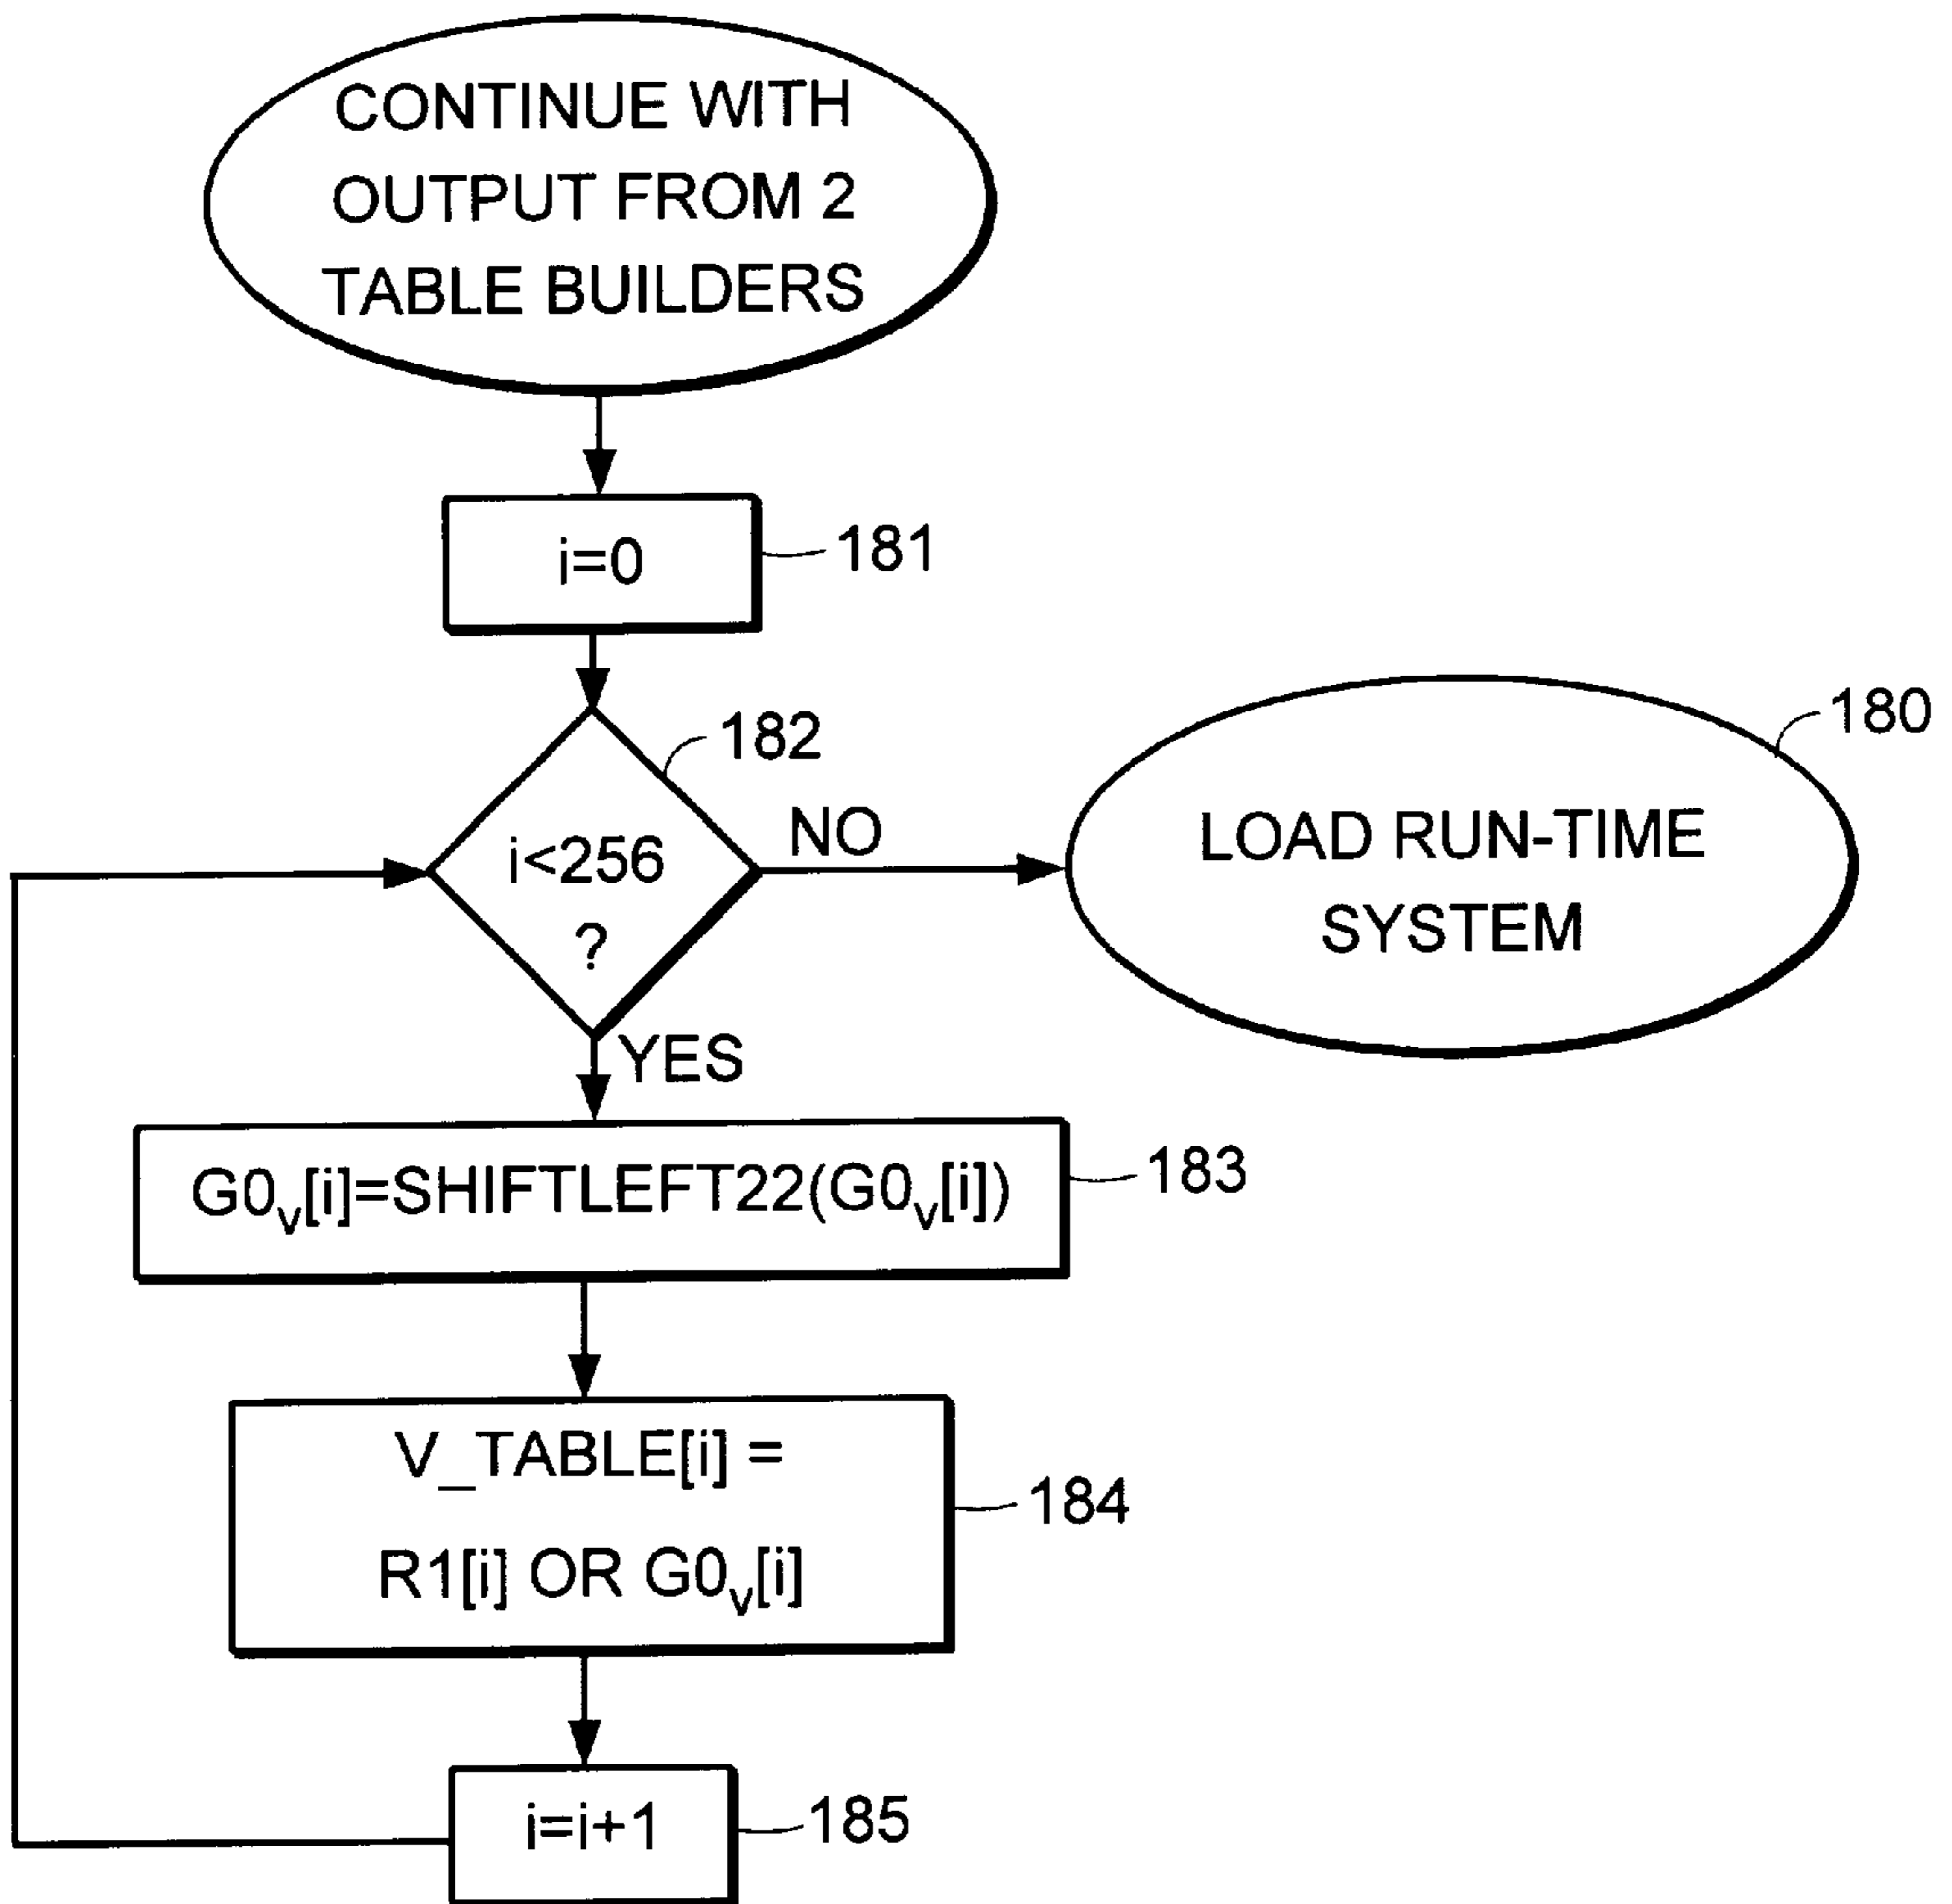 CONTINUE WITH
OUTPUT FROM 2
TABLE BUILDERS
i=0
181
182
i<256
?
NO
180
LOAD RUN-TIME
SYSTEM
YES
G0v[i]=SHIFTLEFT22(G0v[i])
183
V_TABLE[i] =
R1[i] OR G0v[i]
184
i=i+1
185